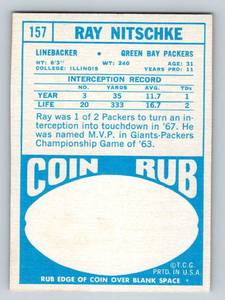 157 RAY NITSCHKE
LINEBACKER • GREEN BAY PACKERS
HT: 6'3" WT: 240 AGE: 31
COLLEGE: ILLINOIS YEARS PRO: 11
INTERCEPTION RECORD
NO. YARDS AVG. TDs
YEAR 3 35 11.7 1
LIFE 20 333 16.7 2
Ray was 1 of 2 Packers to turn an in-
terception into touchdown in '67. He
was named M.V.P. in Giants-Packers
Championship Game of '63.
COIN RUB
©T.C.G.
PRTD. IN U.S.A.
RUB EDGE OF COIN OVER BLANK SPACE